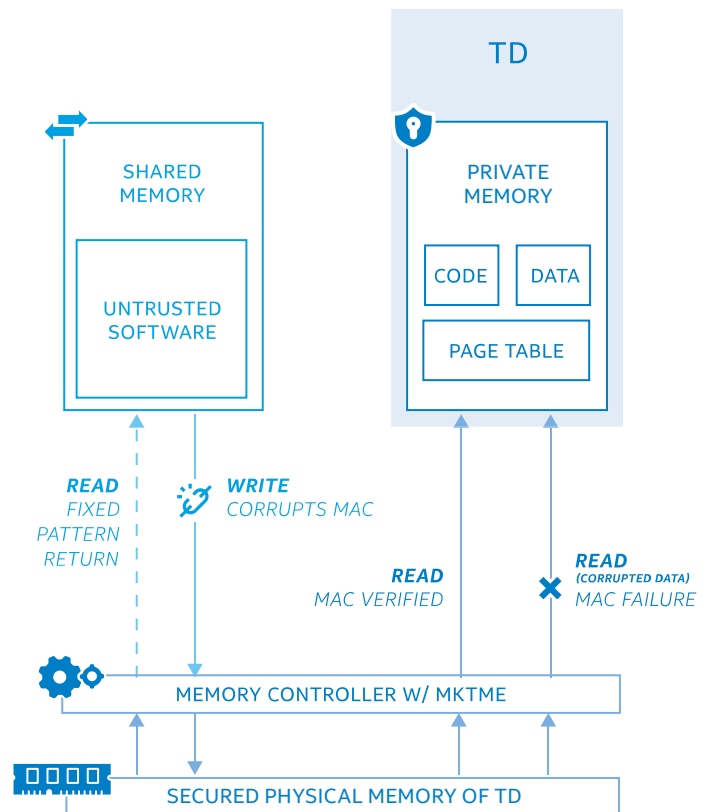 TD
SHARED
MEMORY
PRIVATE
MEMORY
UNTRUSTED
SOFTWARE
CODE
DATA
PAGE TABLE
READ
FIXED
PATTERN
RETURN
WRITE
CORRUPTS MAC
READ
MAC VERIFIED
READ
(CORRUPTED DATA)
MAC FAILURE
MEMORY CONTROLLER W/ MKTME
SECURED PHYSICAL MEMORY OF TD